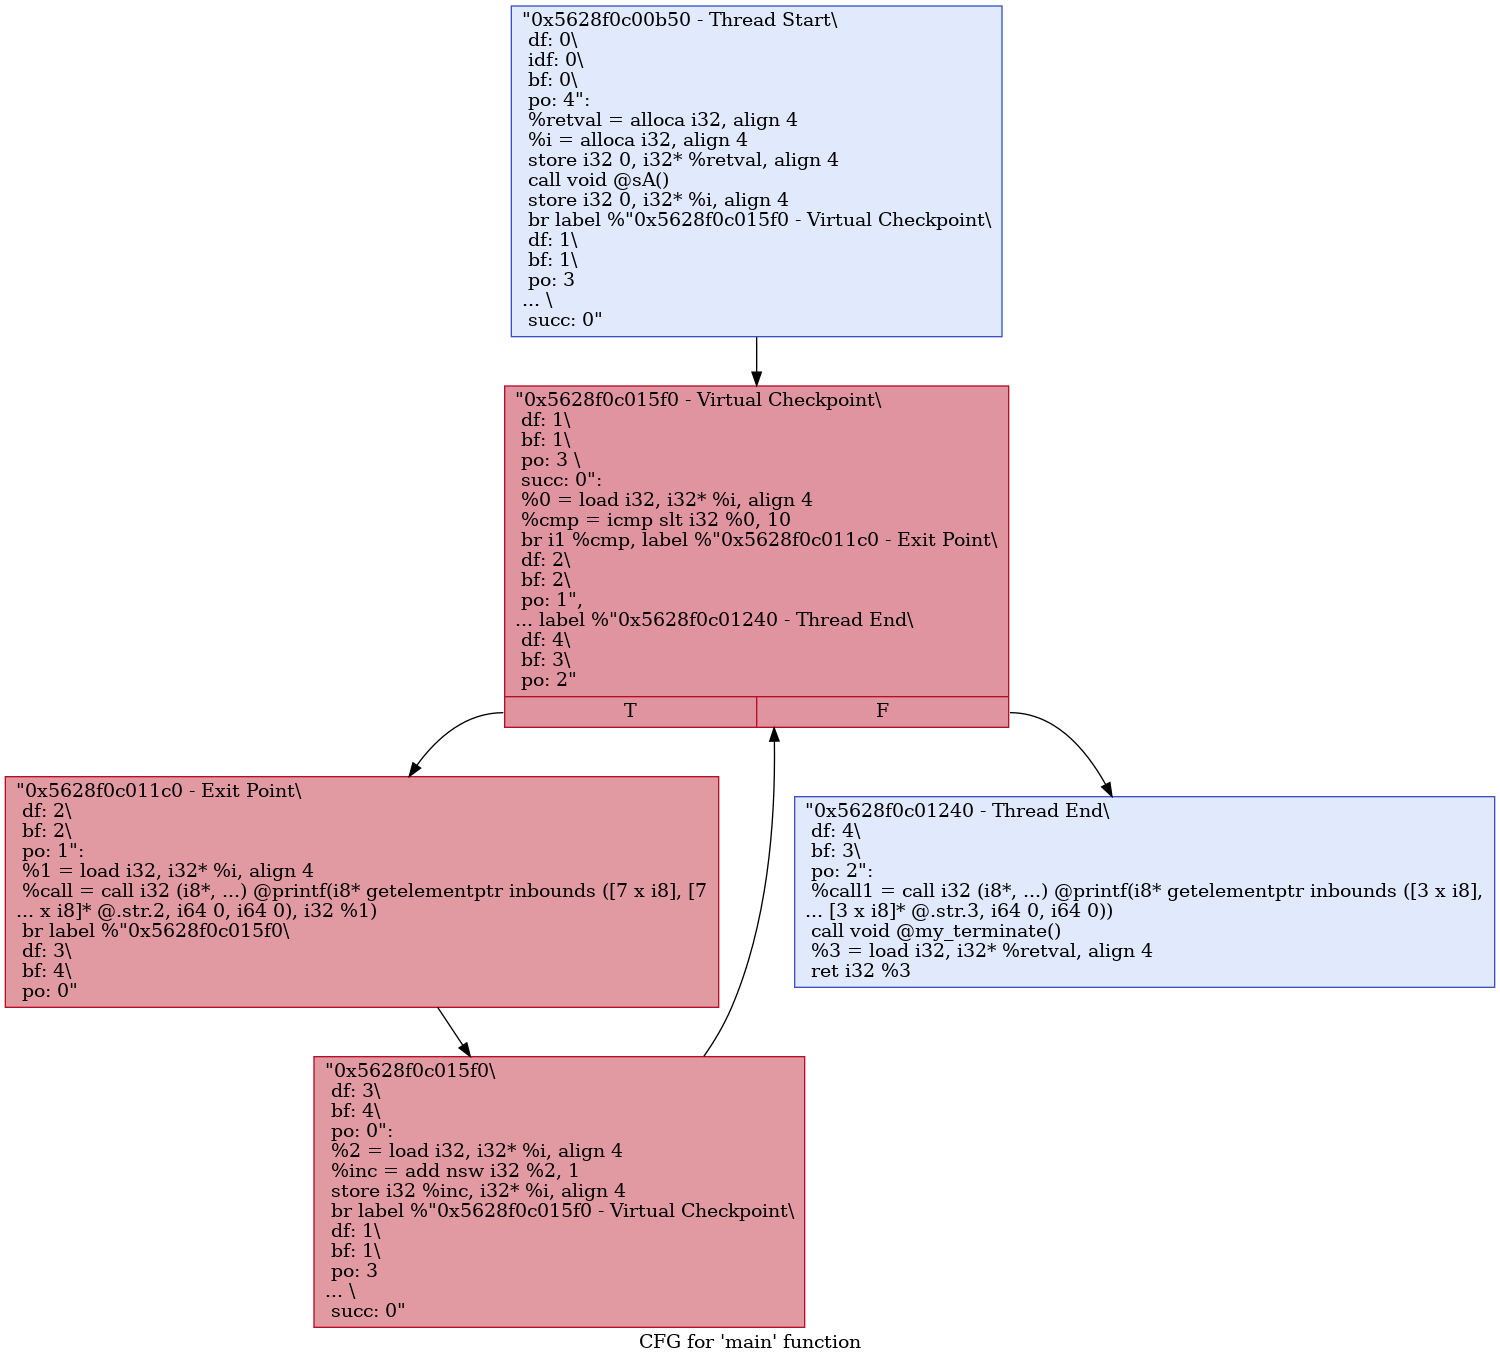 "0x5628f0c00b50 - Thread Start\
df: 0\
idf: 0\
bf: 0\
po: 4":
%retval = alloca i32, align 4
%i = alloca i32, align 4
store i32 0, i32* %retval, align 4
call void @sA()
store i32 0, i32* %i, align 4
br label %"0x5628f0c015f0 - Virtual Checkpoint\
df: 1\
bf: 1\
po: 3
... \
succ: 0"
"0x5628f0c015f0 - Virtual Checkpoint\
df: 1\
bf: 1\
po: 3 \
succ: 0":
%0 = load i32, i32* %i, align 4
%cmp = icmp slt i32 %0, 10
br i1 %cmp, label %"0x5628f0c011c0 - Exit Point\
df: 2\
bf: 2\
po: 1",
... label %"0x5628f0c01240 - Thread End\
df: 4\
bf: 3\
po: 2"
T
F
"0x5628f0c011c0 - Exit Point\
df: 2\
bf: 2\
po: 1":
%1 = load i32, i32* %i, align 4
%call = call i32 (i8*, ...) @printf(i8* getelementptr inbounds ([7 x i8], [7
... x i8]* @.str.2, i64 0, i64 0), i32 %1)
br label %"0x5628f0c015f0\
df: 3\
bf: 4\
po: 0"
"0x5628f0c01240 - Thread End\
df: 4\
bf: 3\
po: 2":
%call1 = call i32 (i8*, ...) @printf(i8* getelementptr inbounds ([3 x i8],
... [3 x i8]* @.str.3, i64 0, i64 0))
call void @my_terminate()
%3 = load i32, i32* %retval, align 4
ret i32 %3
"0x5628f0c015f0\
df: 3\
bf: 4\
po: 0":
%2 = load i32, i32* %i, align 4
%inc = add nsw i32 %2, 1
store i32 %inc, i32* %i, align 4
br label %"0x5628f0c015f0 - Virtual Checkpoint\
df: 1\
bf: 1\
po: 3
... \
succ: 0"
CFG for 'main' function